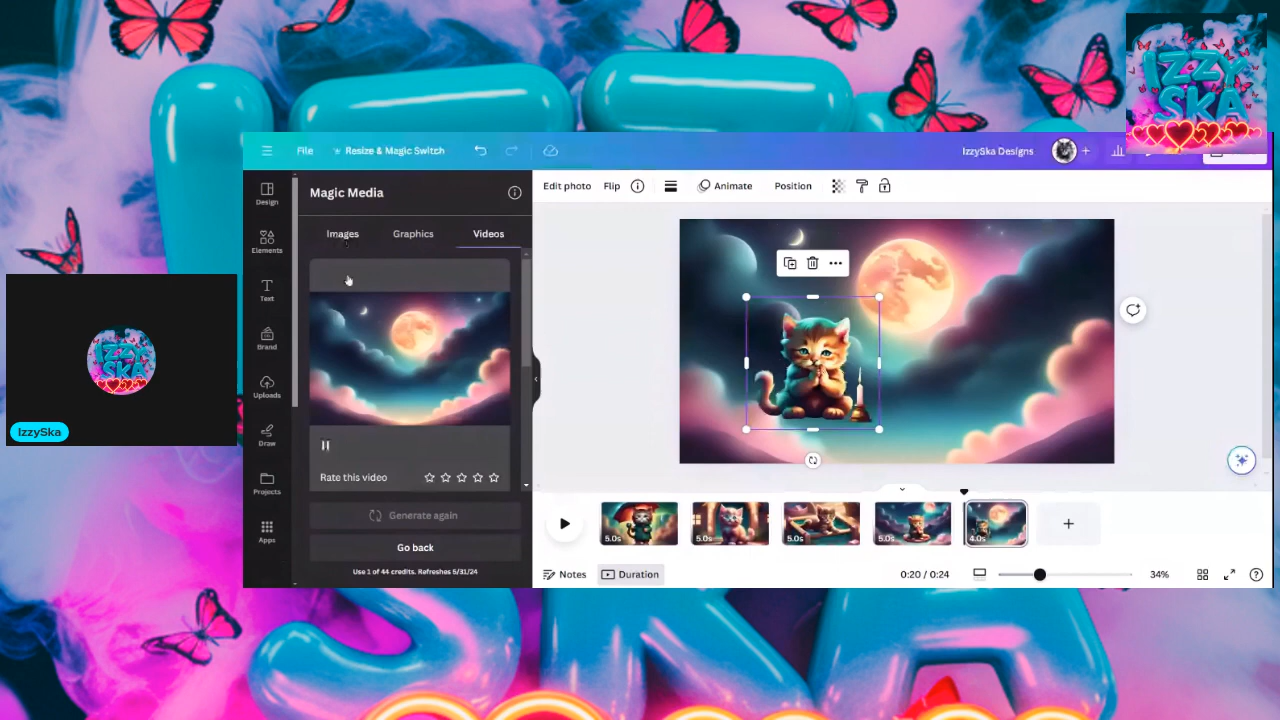 IZZY
SKA
File
Resize & Magic Switch
IzzySka Designs
Design
Elements
Text
Brand
Uploads
Draw
Projects
Apps
Magic Media
Images
Graphics
Videos
Rate this video
Generate again
Go back
Use 1 of 44 credits. Refreshes 5/31/24
Edit photo
Flip
Animate
Position
5.0s
5.0s
5.0s
5.0s
4.0s
Notes
Duration
0:20 / 0:24
34%
IZZY
SKA
IzzySka
SKA